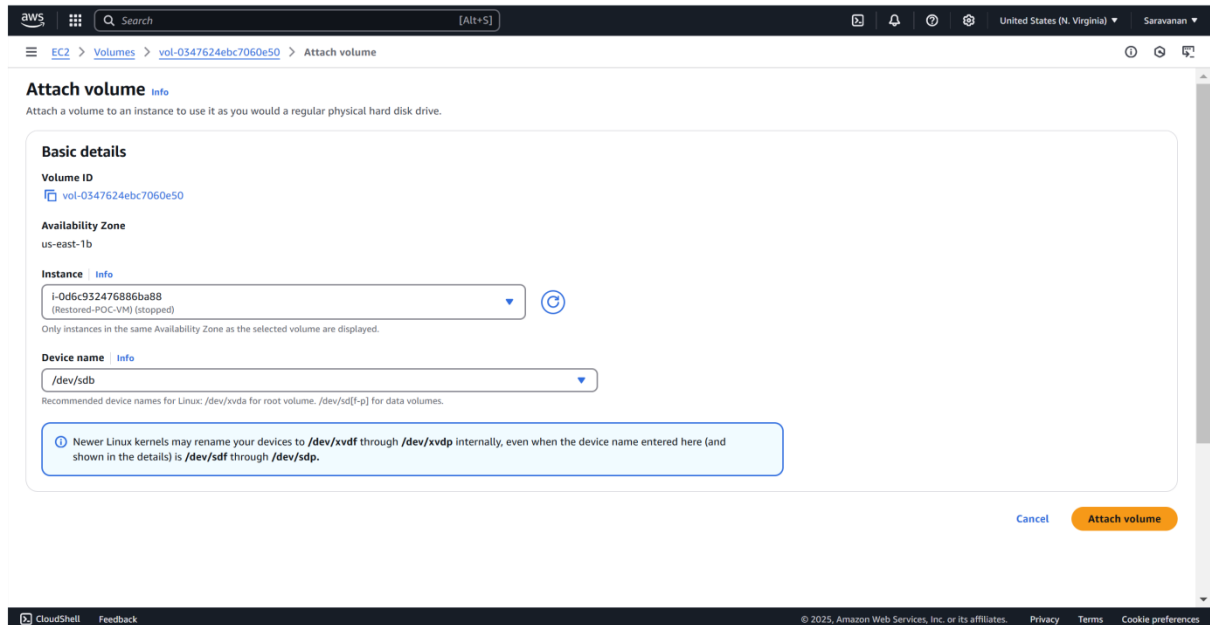 aws Search [Alt+S] United States (N. Virginia) ▼ Saravanan ▼
EC2 > Volumes > vol-0347624ebc7060e50 > Attach volume
Attach volume Info
Attach a volume to an instance to use it as you would a regular physical hard disk drive.
Basic details
Volume ID
vol-0347624ebc7060e50
Availability Zone
us-east-1b
Instance Info
i-0d6c932476886ba88
(Restored-POC-VM) (stopped)
Only instances in the same Availability Zone as the selected volume are displayed.
Device name Info
/dev/sdb
Recommended device names for Linux: /dev/xvda for root volume. /dev/sd[f-p] for data volumes.
Newer Linux kernels may rename your devices to /dev/xvdf through /dev/xvdp internally, even when the device name entered here (and
shown in the details) is /dev/sdf through /dev/sdp.
Cancel Attach volume
CloudShell Feedback © 2025, Amazon Web Services, Inc. or its affiliates. Privacy Terms Cookie preferences